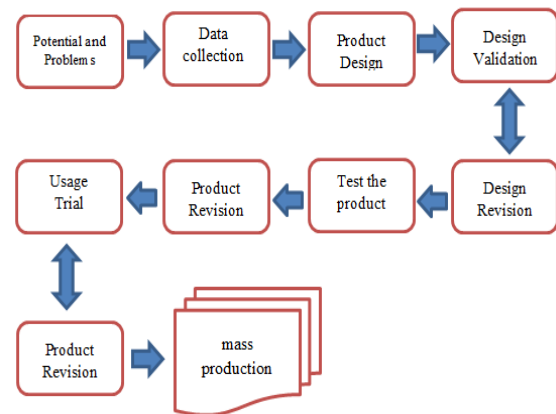 Potential and
Problems
Data
collection
Product
Design
Design
Validation
Usage
Trial
Product
Revision
Test the
product
Design
Revision
Product
Revision
mass
production